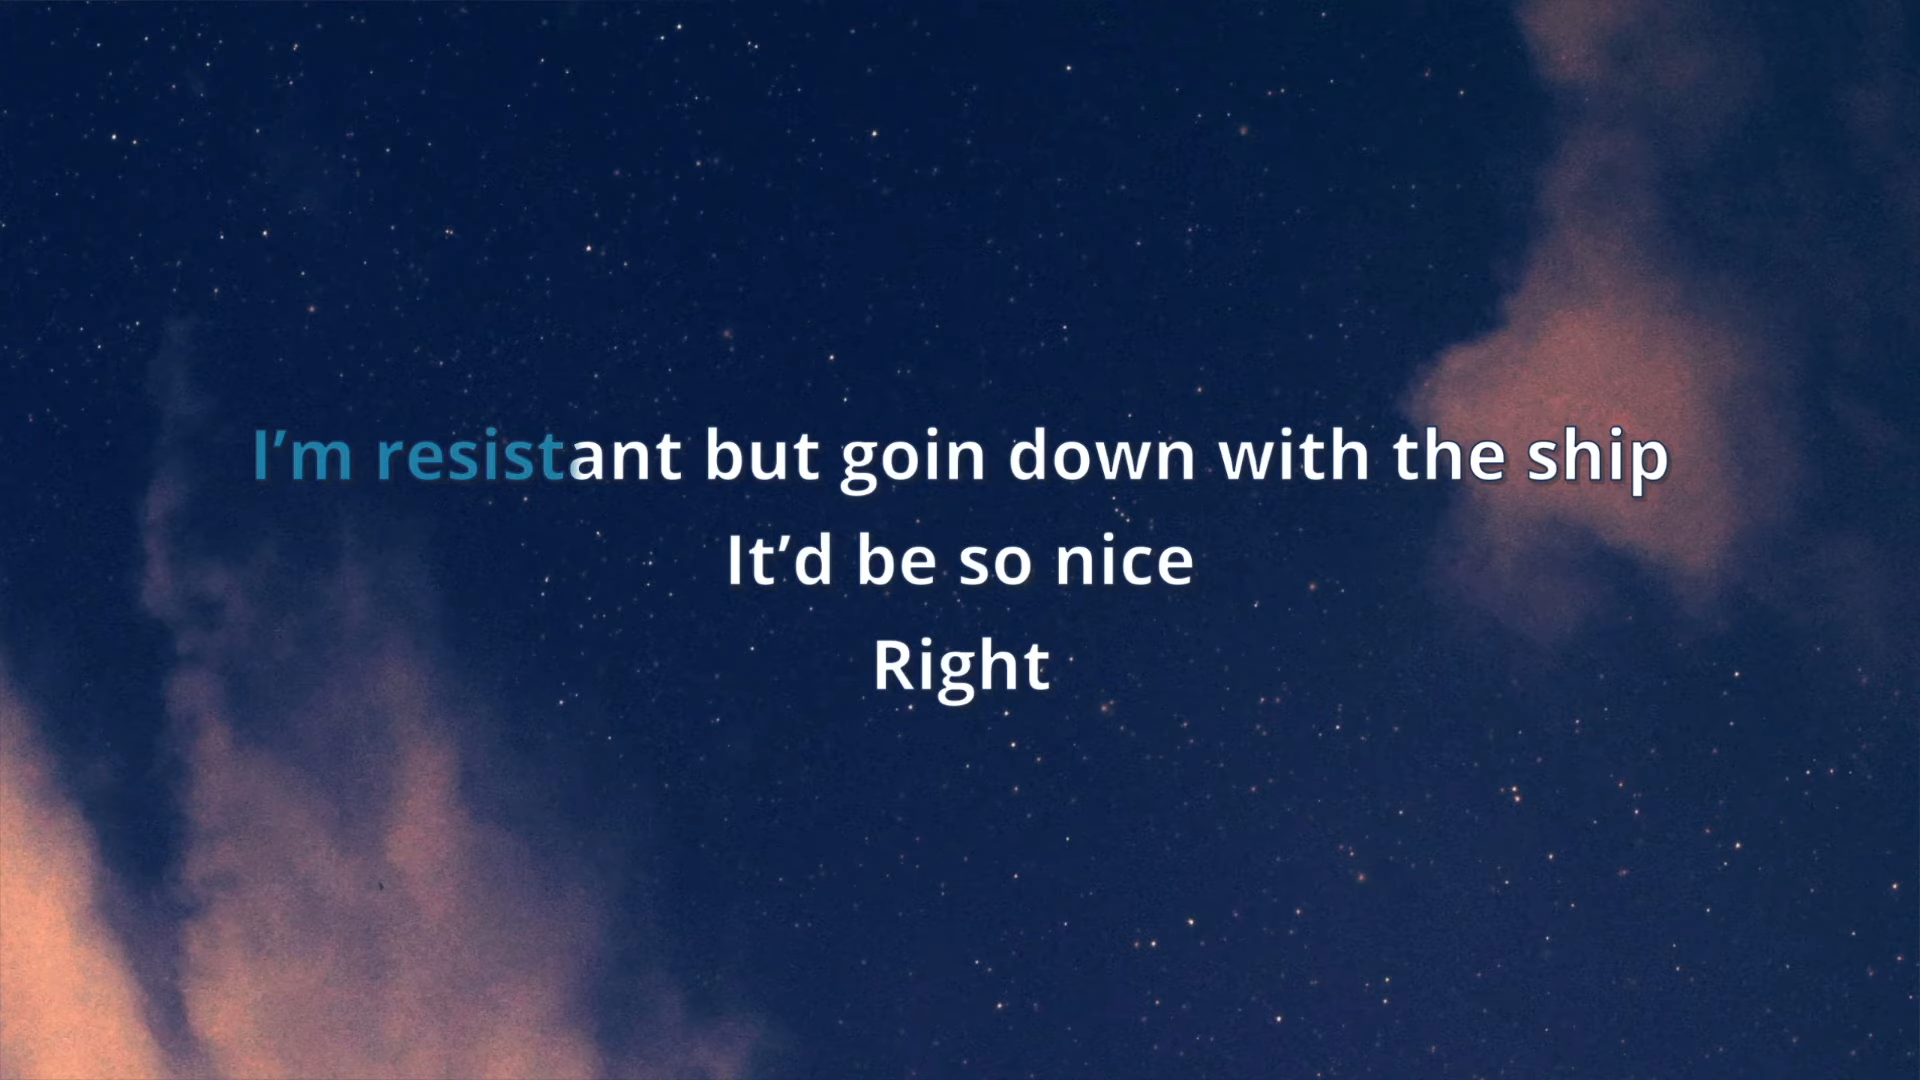 I’m resistant but goin down with the ship
It’d be so nice
Right